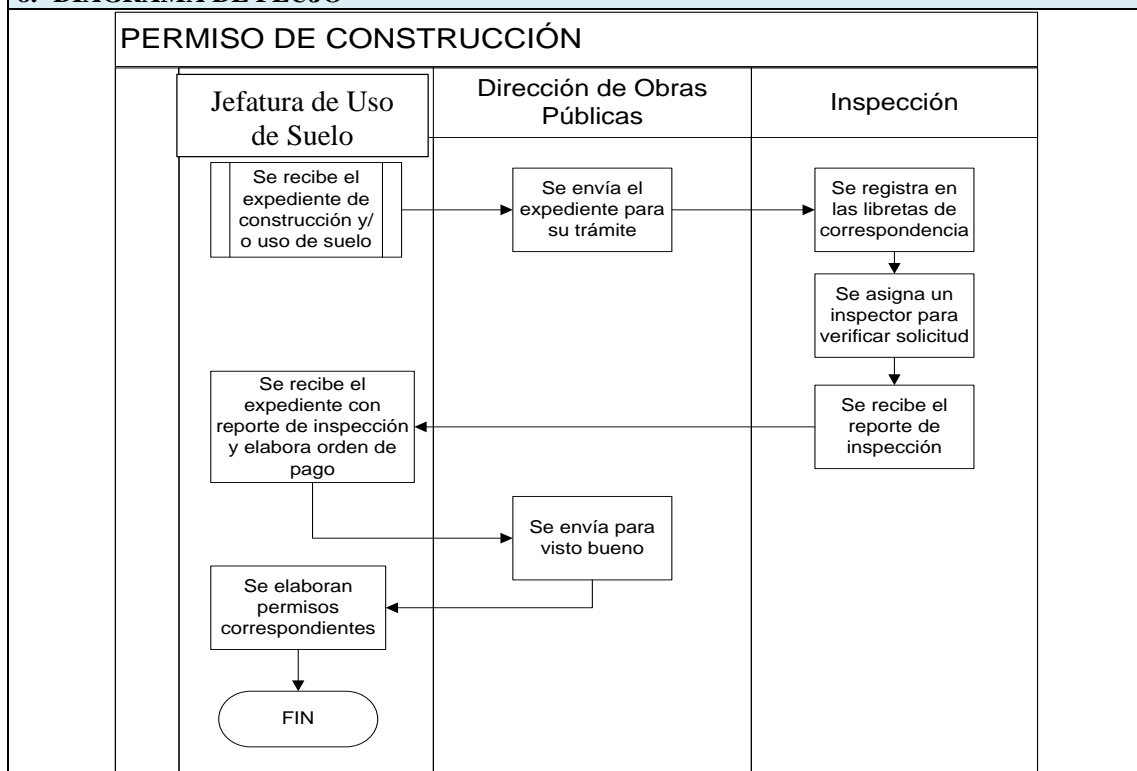 PERMISO DE CONSTRUCCIÓN
Jefatura de Uso
de Suelo
Dirección de Obras
Públicas
Inspección
Se recibe el
expediente de
construcción y/
o uso de suelo
Se envía el
expediente para
su trámite
Se registra en
las libretas de
correspondencia
Se asigna un
inspector para
verificar solicitud
Se recibe el
reporte de
inspección
Se recibe el
expediente con
reporte de inspección
y elabora orden de
pago
Se envía para
visto bueno
Se elaboran
permisos
correspondientes
FIN